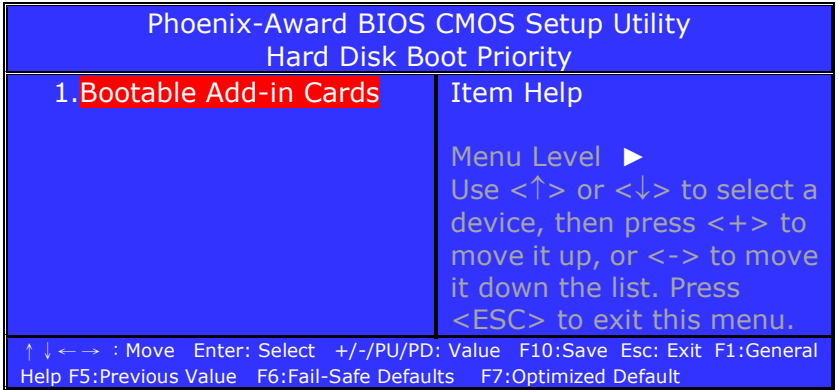 Phoenix-Award BIOS CMOS Setup Utility
Hard Disk Boot Priority
1.Bootable Add-in Cards
Item Help
Menu Level ►
Use <↑> or <↓> to select a
device, then press <+> to
move it up, or <-> to move
it down the list. Press
<ESC> to exit this menu.
↑↓←→ : Move Enter: Select +/-/PU/PD: Value F10:Save Esc: Exit F1:General
Help F5:Previous Value F6:Fail-Safe Defaults F7:Optimized Default